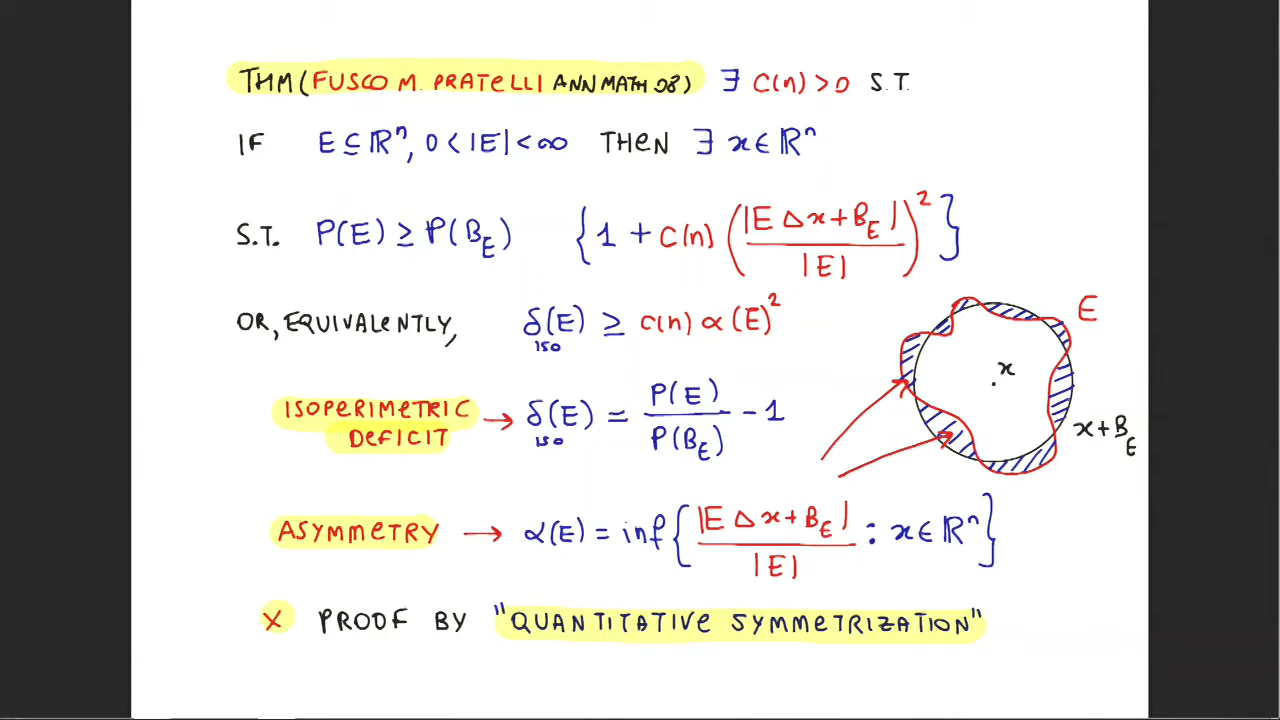 THM (FUSCO M. PRATELLI ANN MATH 08) ∃ C(n) > 0 S.T.
IF E ⊆ ℝⁿ, 0 < |E| < ∞ THEN ∃ x ∈ ℝⁿ
S.T. P(E) ≥ P(B_E) { 1 + C(n) ( |E Δ x + B_E| / |E| )² }
OR, EQUIVALENTLY, δ_ISO(E) ≥ C(n) α(E)²
E
x
x + B_E
ISOPERIMETRIC DEFICIT → δ_ISO(E) = P(E) / P(B_E) - 1
ASYMMETRY → α(E) = inf { |E Δ x + B_E| / |E| : x ∈ ℝⁿ }
X PROOF BY "QUANTITATIVE SYMMETRIZATION"